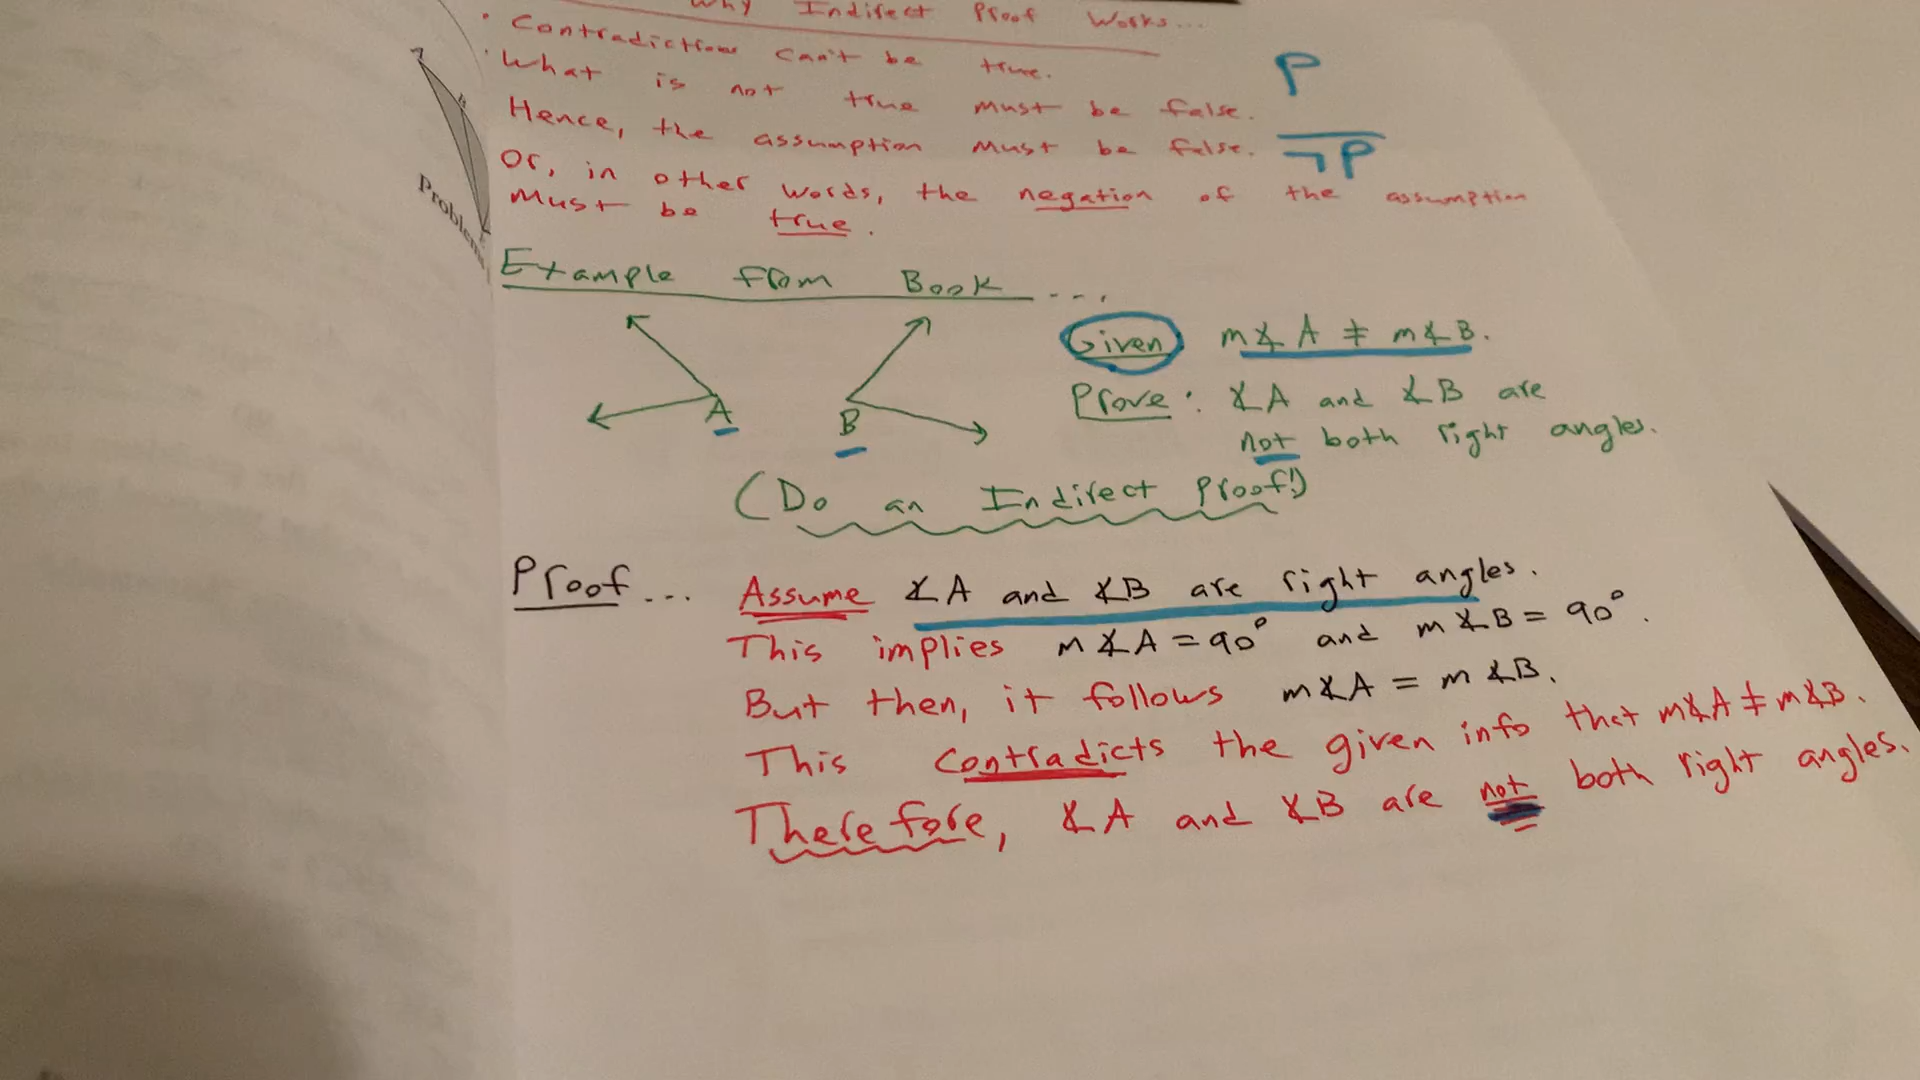 Why Indirect Proof Works...
• Contradictions can't be true.
• What is not true must be false.
Hence, the assumption must be false.
Or, in other words, the negation of the assumption
must be true.
P
¬P
Example from Book ....
A
B
Given m∡A ≠ m∡B.
Prove: ∡A and ∡B are
not both right angles.
(Do an Indirect Proof!)
Proof... Assume ∡A and ∡B are right angles.
This implies m∡A = 90° and m∡B = 90°.
But then, it follows m∡A = m∡B.
This contradicts the given info that m∡A ≠ m∡B.
Therefore, ∡A and ∡B are not both right angles.